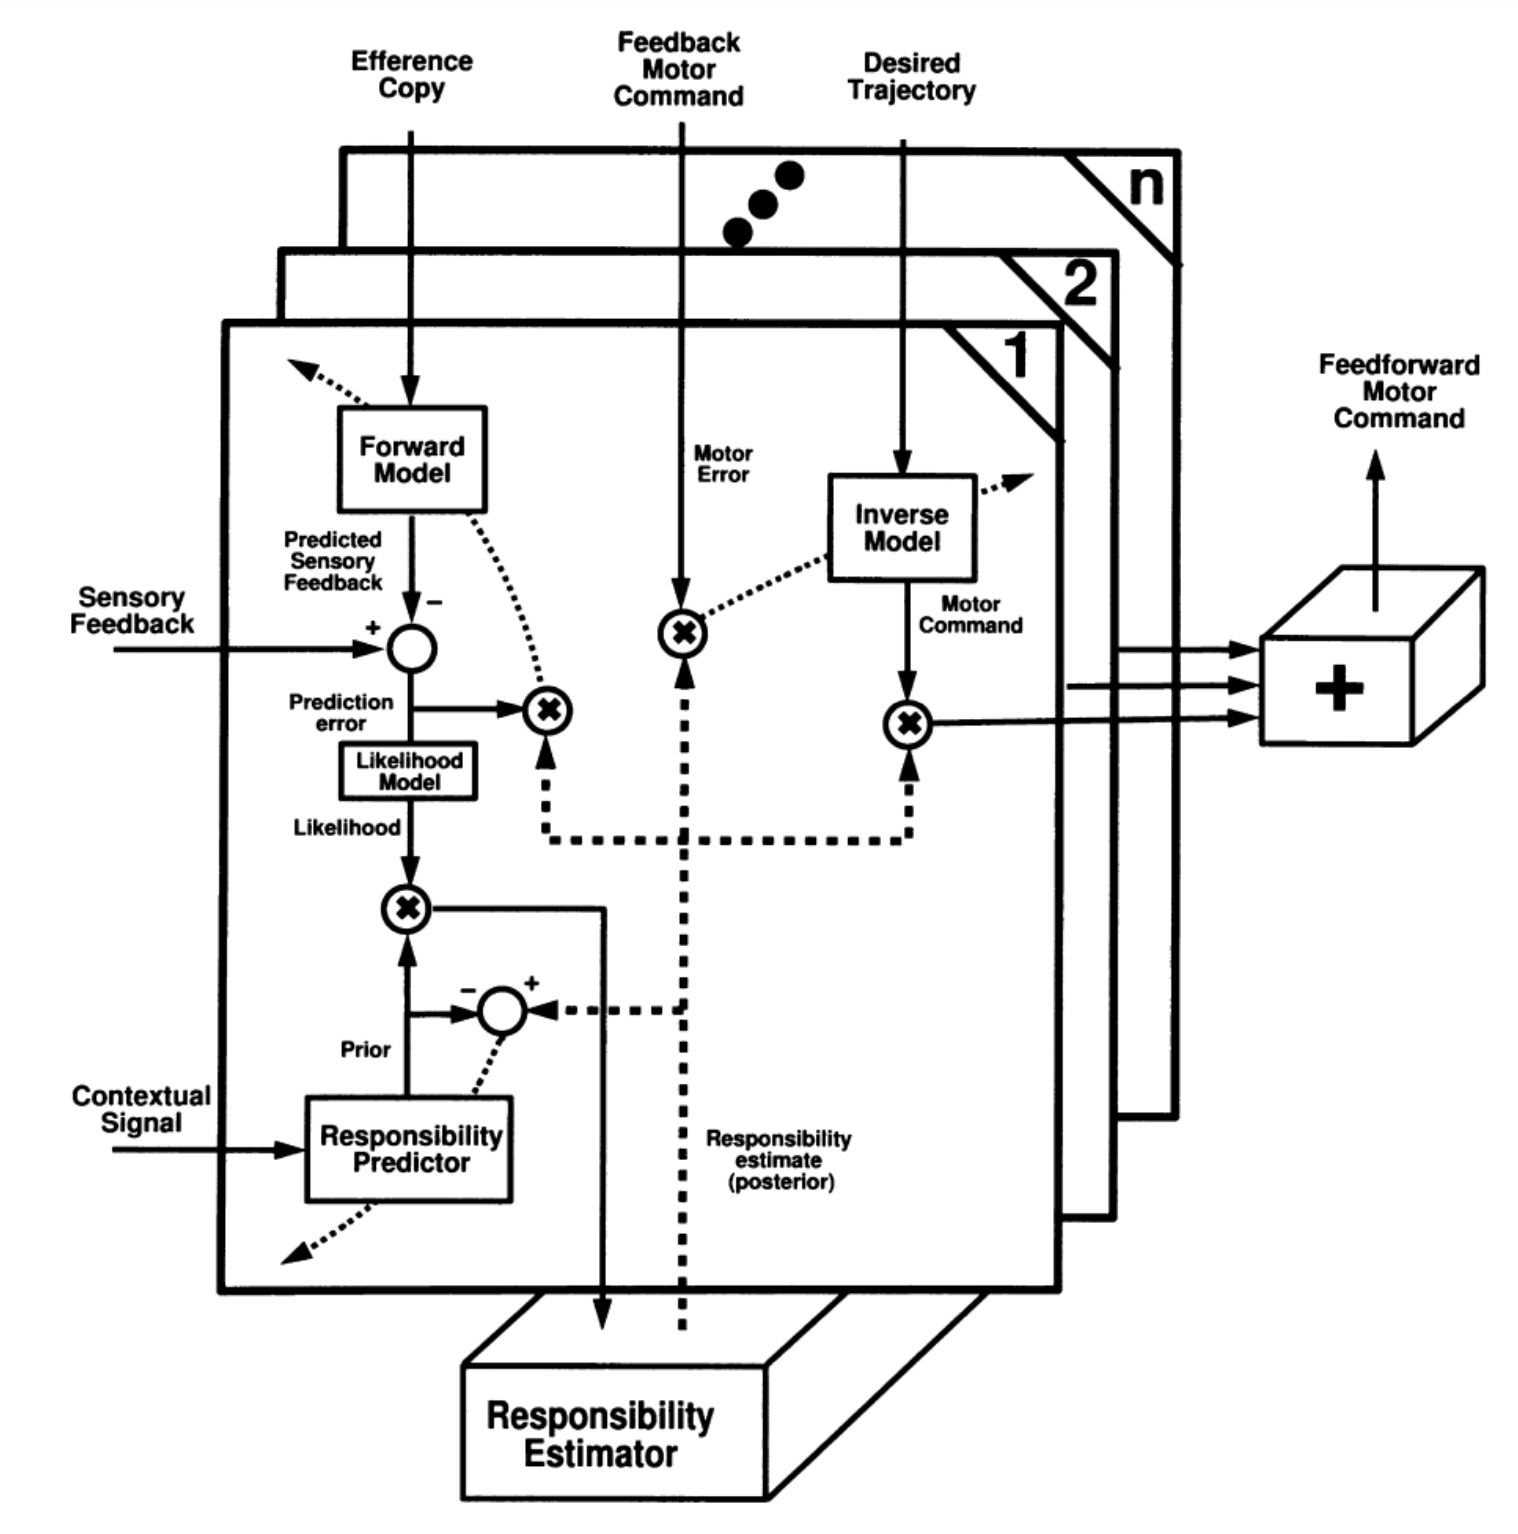 Efference
Copy
Feedback
Motor
Command
Desired
Trajectory
n
2
1
Feedforward
Motor
Command
Forward
Model
Motor
Error
Inverse
Model
Predicted
Sensory
Feedback
−
Sensory
Feedback
+
Motor
Command
+
Prediction
error
Likelihood
Model
Likelihood
−
+
Prior
Contextual
Signal
Responsibility
Predictor
Responsibility
estimate
(posterior)
Responsibility
Estimator